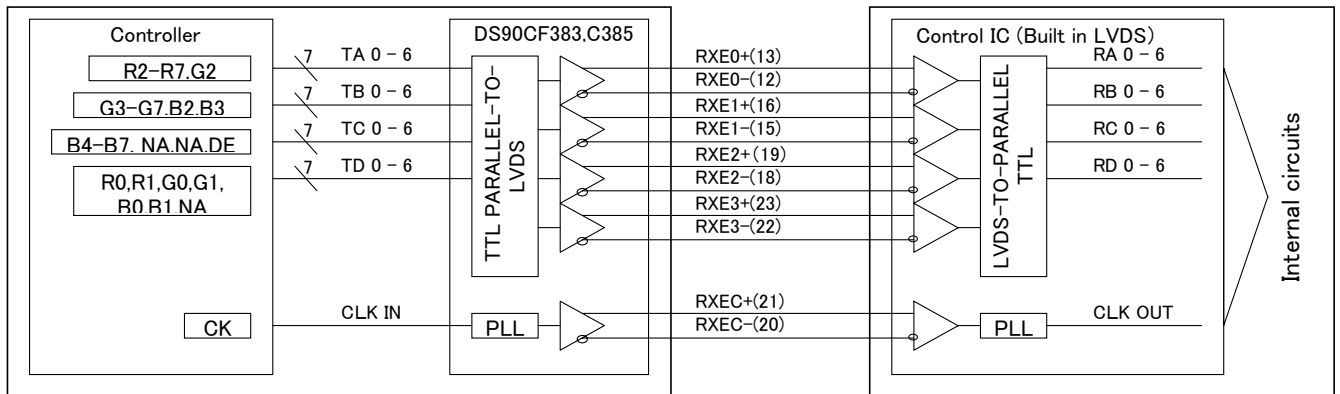 Controller
R2-R7.G2
G3-G7.B2.B3
B4-B7. NA.NA.DE
R0,R1,G0,G1,
B0.B1.NA
CK
7
TA 0 - 6
7
TB 0 - 6
7
TC 0 - 6
7
TD 0 - 6
CLK IN
DS90CF383,C385
TTL PARALLEL-TO-
LVDS
PLL
RXE0+(13)
RXE0-(12)
RXE1+(16)
RXE1-(15)
RXE2+(19)
RXE2-(18)
RXE3+(23)
RXE3-(22)
RXEC+(21)
RXEC-(20)
Control IC (Built in LVDS)
LVDS-TO-PARALLEL
TTL
PLL
RA 0 - 6
RB 0 - 6
RC 0 - 6
RD 0 - 6
CLK OUT
Internal circuits